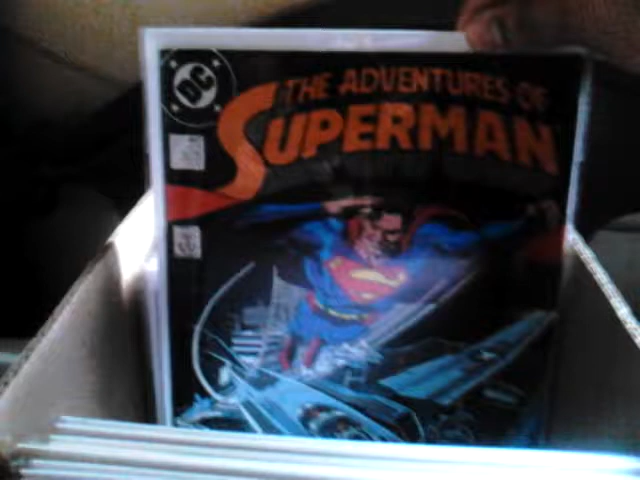 DC
THE ADVENTURES OF
SUPERMAN